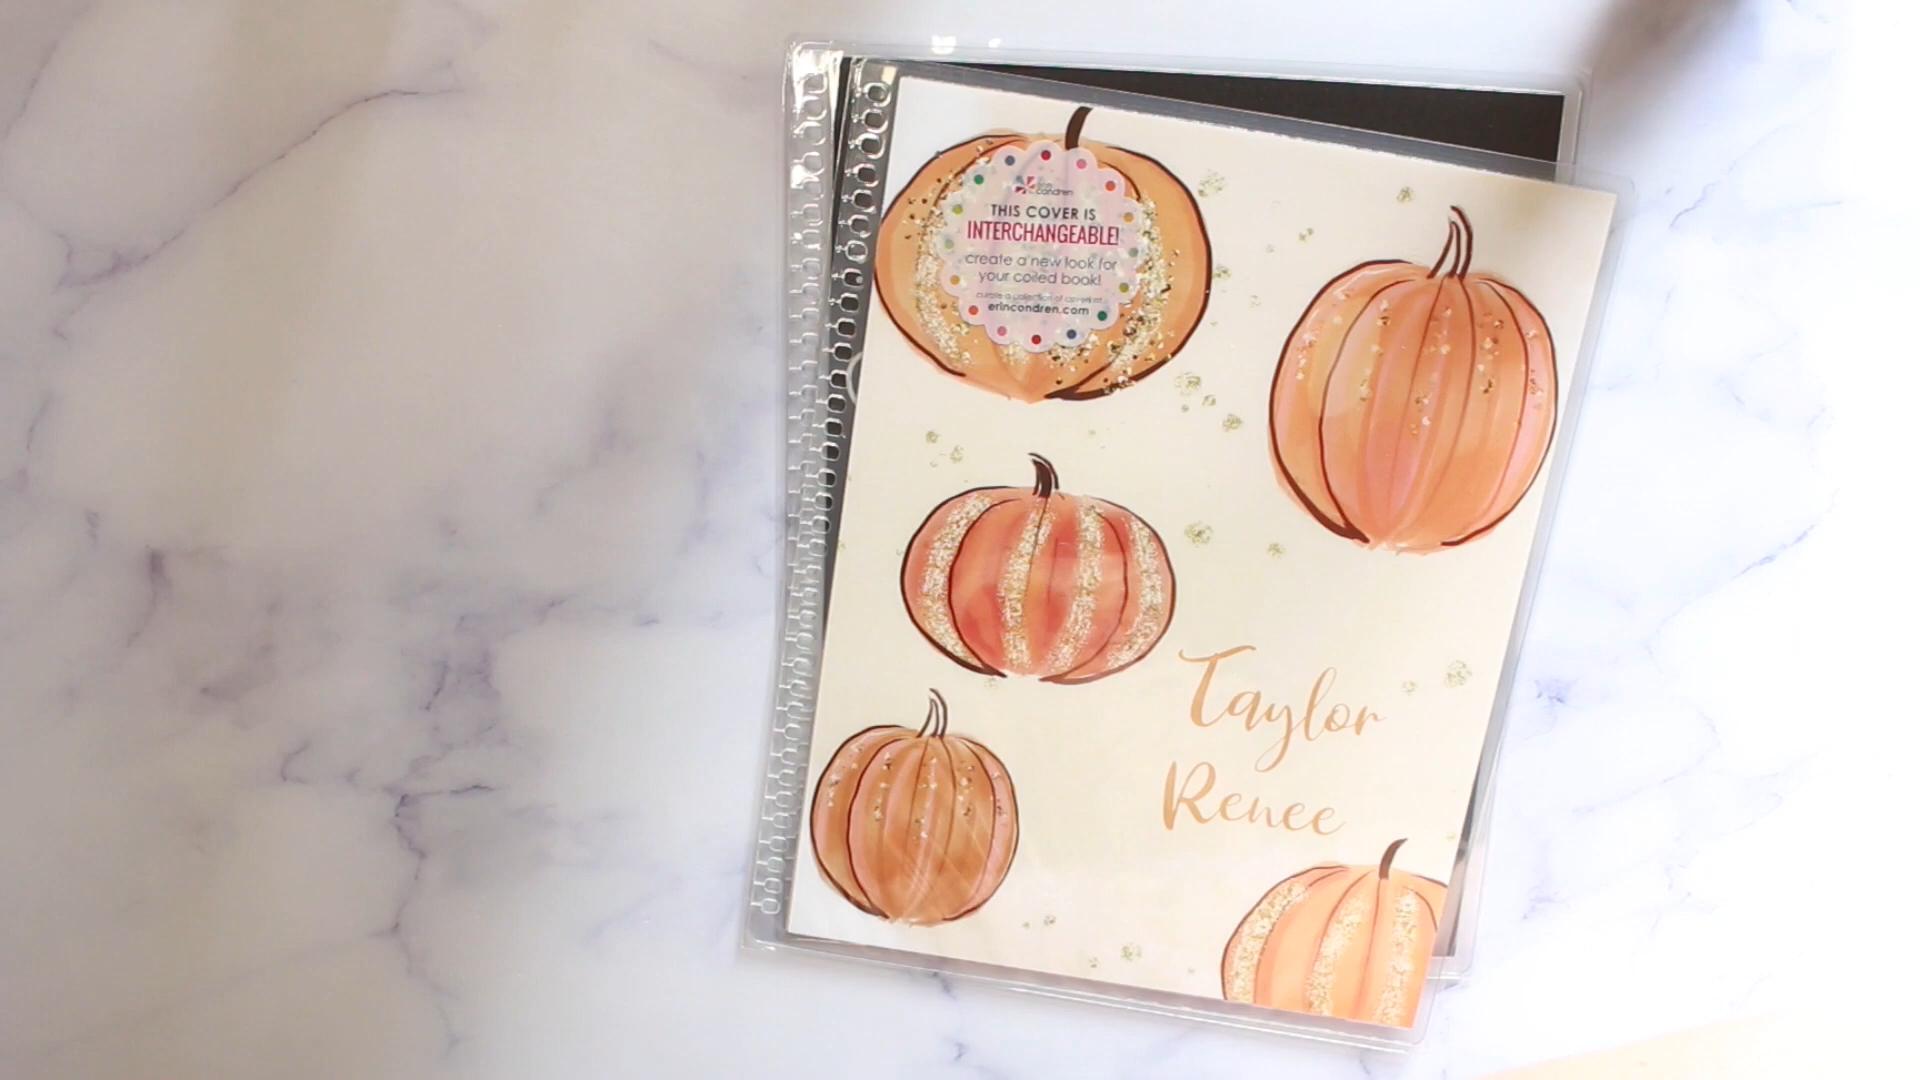 erin
condren
THIS COVER IS
INTERCHANGEABLE!
create a new look for
your coiled book!
curate a collection of covers at
erincondren.com
Taylor
Renee